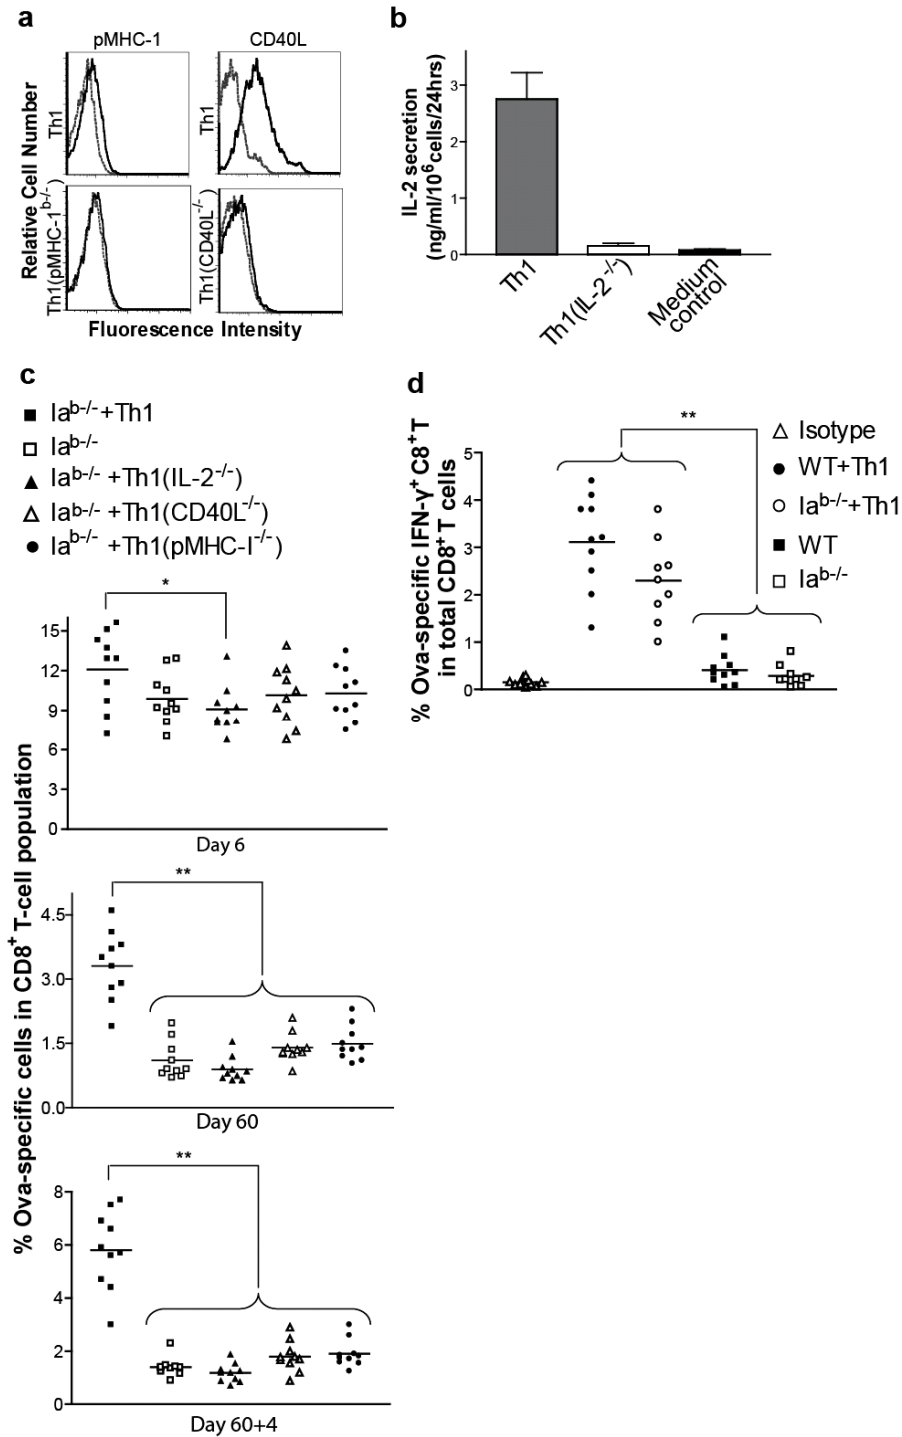 a
pMHC-1
CD40L
Relative Cell Number
Th1
Th1
Th1(pMHC-1b-/-)
Th1(CD40L-/-)
Fluorescence Intensity
b
IL-2 secretion
(ng/ml/10⁶cells/24hrs)
3
2
1
0
Th1
Th1(IL-2-/-)
Medium
control
c
■ Iab-/-+Th1
□ Iab-/-
▲ Iab-/- +Th1(IL-2-/-)
△ Iab-/- +Th1(CD40L-/-)
● Iab-/- +Th1(pMHC-I-/-)
% Ova-specific cells in CD8+ T-cell population
*
15
12
9
6
3
0
Day 6
**
4.5
3.0
1.5
0.0
Day 60
**
8
6
4
2
0
Day 60+4
d
% Ova-specific IFN-γ+C8+T
in total CD8+T cells
**
5
4
3
2
1
0
△ Isotype
● WT+Th1
○ Iab-/-+Th1
■ WT
□ Iab-/-